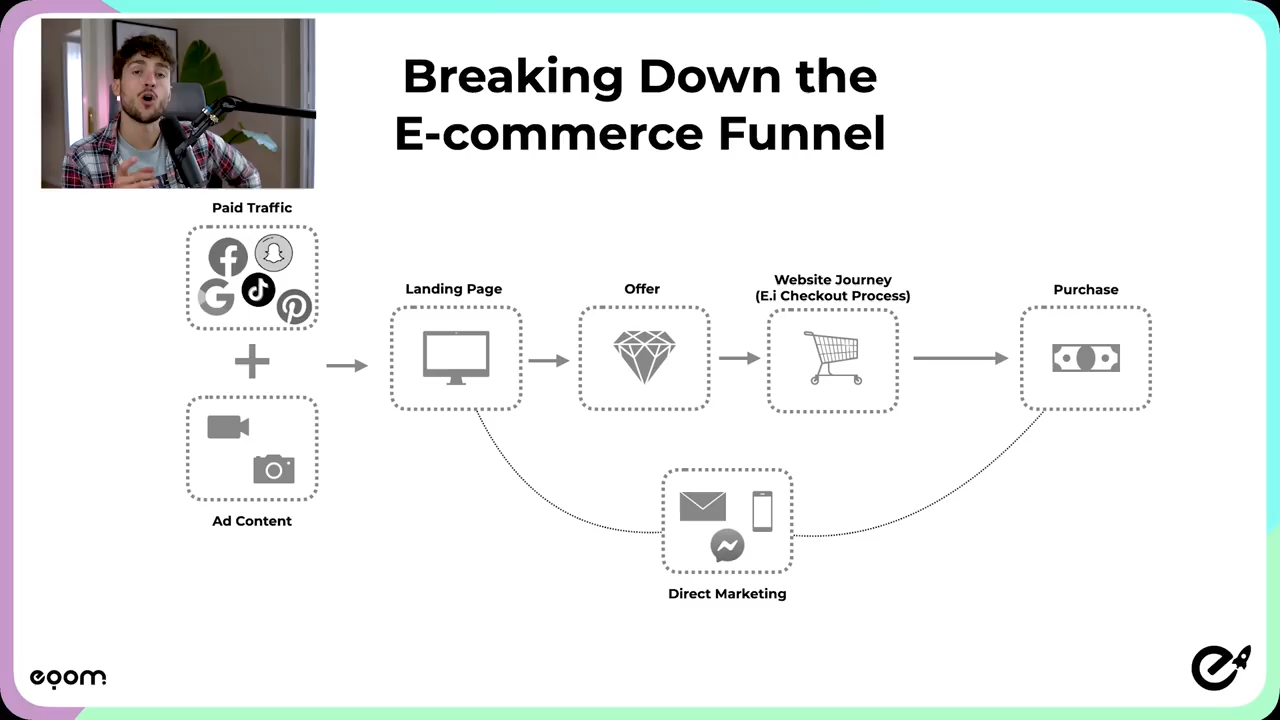 Breaking Down the
E-commerce Funnel
Paid Traffic
Landing Page
Offer
Website Journey
(E.i Checkout Process)
Purchase
Ad Content
Direct Marketing
eqom